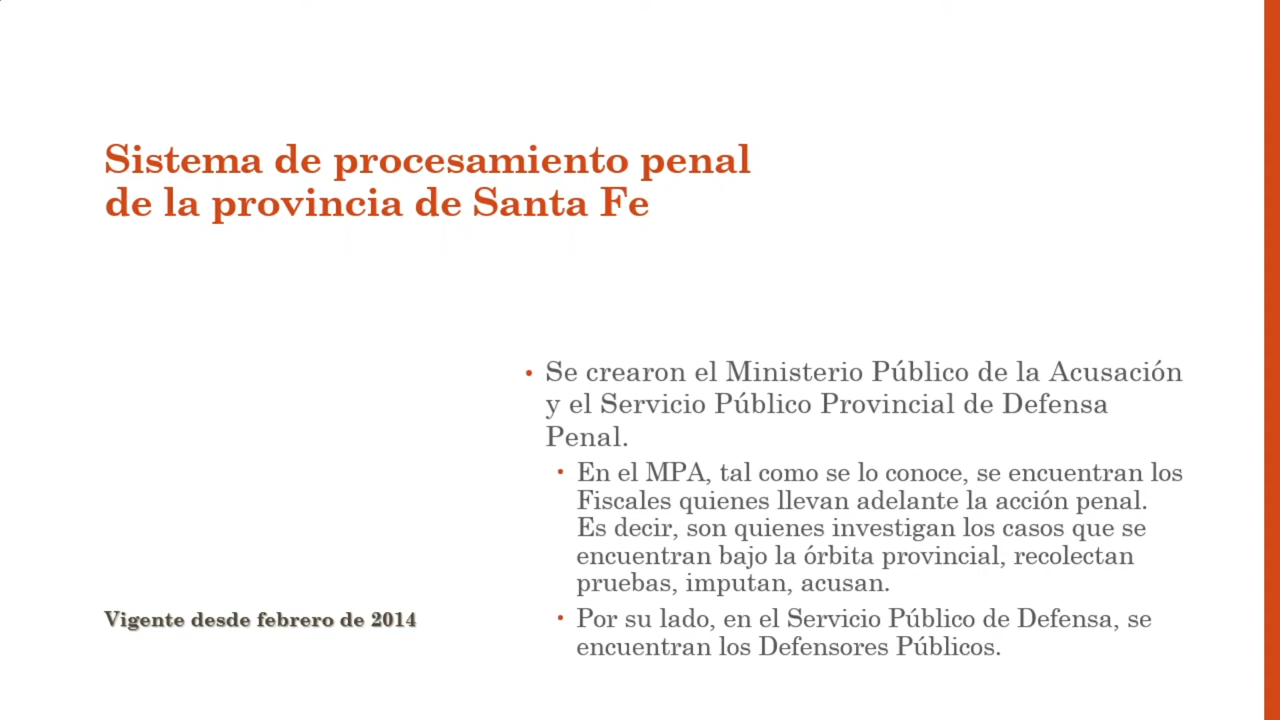 Sistema de procesamiento penal
de la provincia de Santa Fe
• Se crearon el Ministerio Público de la Acusación
y el Servicio Público Provincial de Defensa
Penal.
• En el MPA, tal como se lo conoce, se encuentran los
Fiscales quienes llevan adelante la acción penal.
Es decir, son quienes investigan los casos que se
encuentran bajo la órbita provincial, recolectan
pruebas, imputan, acusan.
• Por su lado, en el Servicio Público de Defensa, se
encuentran los Defensores Públicos.
Vigente desde febrero de 2014